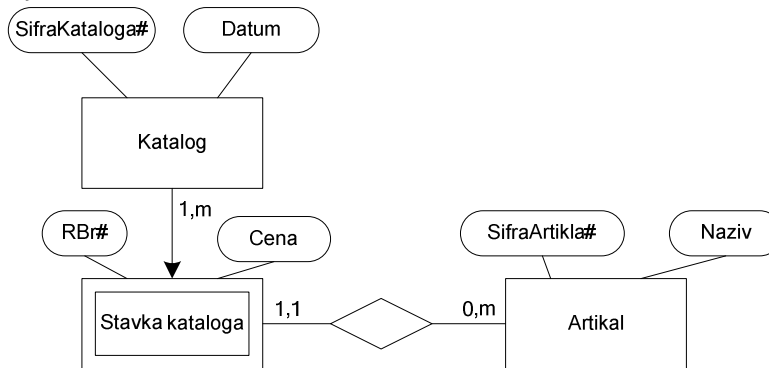 SifraKataloga#
Datum
Katalog
1,m
RBr#
Cena
SifraArtikla#
Naziv
Stavka kataloga
1,1
0,m
Artikal